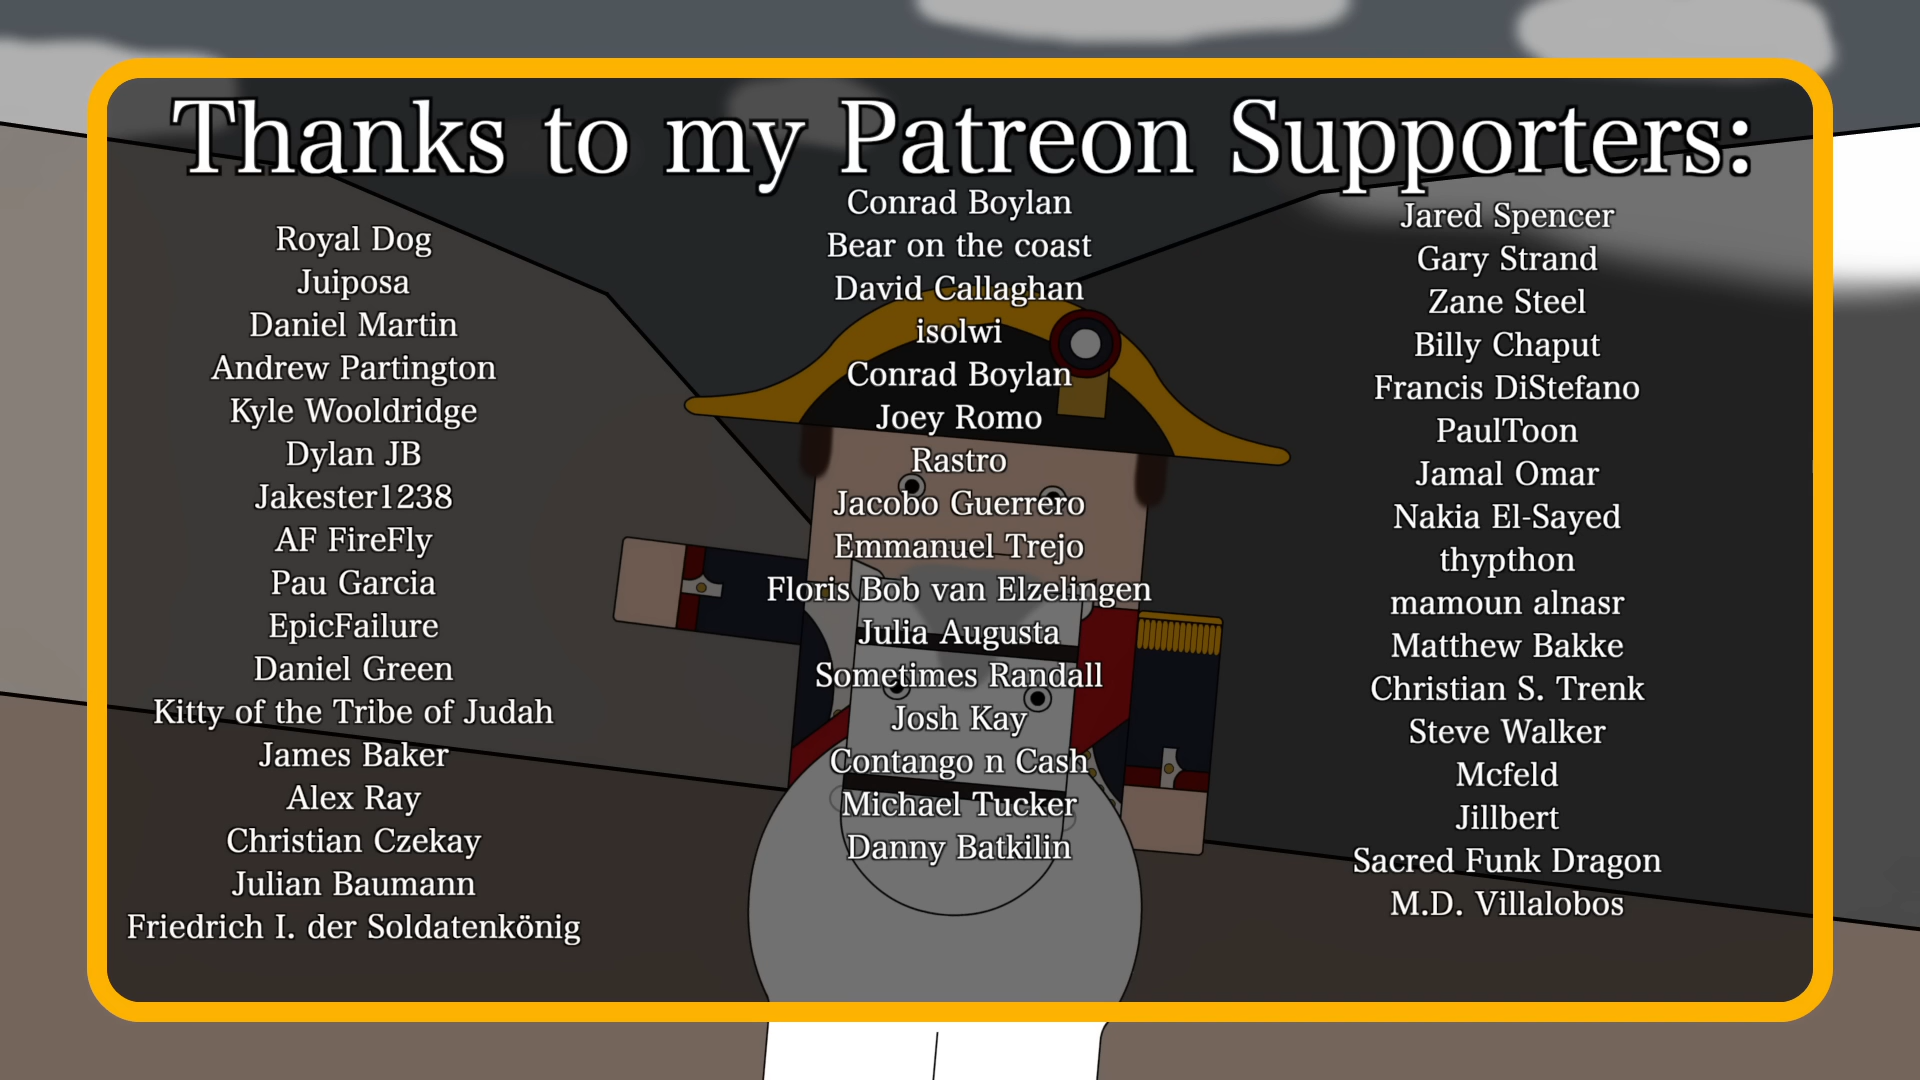 Thanks to my Patreon Supporters:
Royal Dog
Juiposa
Daniel Martin
Andrew Partington
Kyle Wooldridge
Dylan JB
Jakester1238
AF FireFly
Pau Garcia
EpicFailure
Daniel Green
Kitty of the Tribe of Judah
James Baker
Alex Ray
Christian Czekay
Julian Baumann
Friedrich I. der Soldatenkönig
Conrad Boylan
Bear on the coast
David Callaghan
isolwi
Conrad Boylan
Joey Romo
Rastro
Jacobo Guerrero
Emmanuel Trejo
Floris Bob van Elzelingen
Julia Augusta
Sometimes Randall
Josh Kay
Contango n Cash
Michael Tucker
Danny Batkilin
Jared Spencer
Gary Strand
Zane Steel
Billy Chaput
Francis DiStefano
PaulToon
Jamal Omar
Nakia El-Sayed
thypthon
mamoun alnasr
Matthew Bakke
Christian S. Trenk
Steve Walker
Mcfeld
Jillbert
Sacred Funk Dragon
M.D. Villalobos